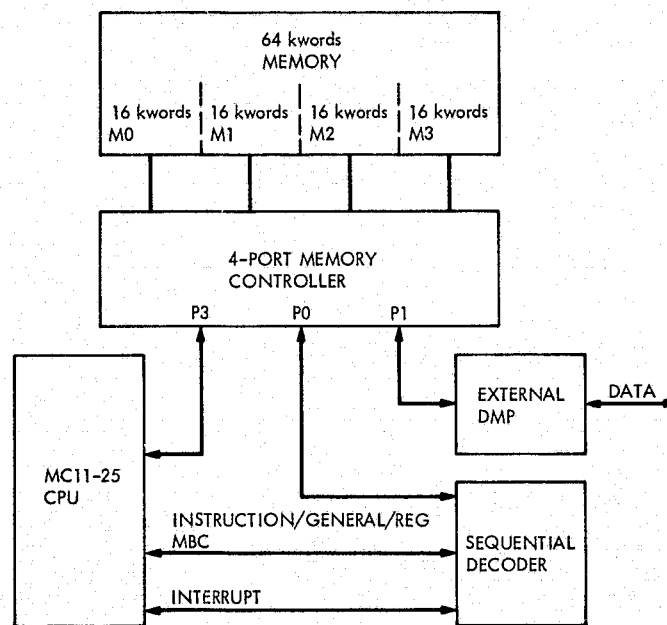 64 kwords
MEMORY
16 kwords 16 kwords 16 kwords 16 kwords
M0 M1 M2 M3
4-PORT MEMORY
CONTROLLER
P3 P0 P1
EXTERNAL
DMP
DATA
MC11-25
CPU
INSTRUCTION/GENERAL/REG
MBC
SEQUENTIAL
DECODER
INTERRUPT